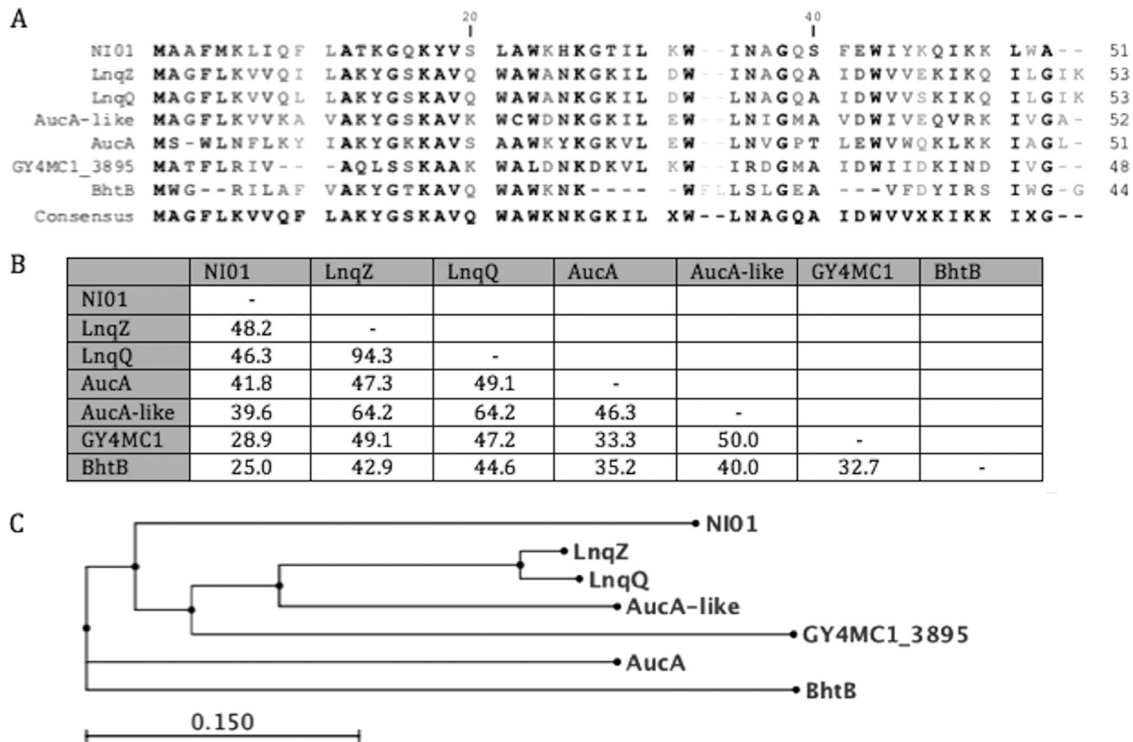 A
20 40
NI01 MAAFMKLIQF LATKGQKYVS LAWKHKGTIL KW--INAGQS FEWIYKQIKK LWA-- 51
LnqZ MAGFLKVVQI LAKYGSKAVQ WAWANKGKIL DW--INAGQA IDWVVEKIKQ ILGIK 53
LnqQ MAGFLKVVQL LAKYGSKAVQ WAWANKGKIL DW--LNAGQA IDWVVSKIKQ ILGIK 53
AucA-like MAGFLKVVKA VAKYGSKAVK WCWDNKGKIL EW--LNIGMA VDWIVEQVRK IVGA- 52
AucA MS-WLNFLKY IAKYGKKAVS AAWKYKGKVL EW--LNVGPT LEWVWQKLKK IAGL- 51
GY4MC1_3895 MATFLRIV-- -AQLSSKAAK WALDNKDKVL KW--IRDGMA IDWIIDKIND IVG-- 48
BhtB MWG--RILAF VAKYGTKAVQ WAWKNK---- -WFLLSLGEA ---VFDYIRS IWG-G 44
Consensus MAGFLKVVQF LAKYGSKAVQ WAWKNKGKIL XW--LNAGQA IDWVVXKIKK IXG--
B
NI01 LnqZ LnqQ AucA AucA-like GY4MC1 BhtB
NI01 -
LnqZ 48.2 -
LnqQ 46.3 94.3 -
AucA 41.8 47.3 49.1 -
AucA-like 39.6 64.2 64.2 46.3 -
GY4MC1 28.9 49.1 47.2 33.3 50.0 -
BhtB 25.0 42.9 44.6 35.2 40.0 32.7 -
C
NI01
LnqZ
LnqQ
AucA-like
GY4MC1_3895
AucA
BhtB
0.150